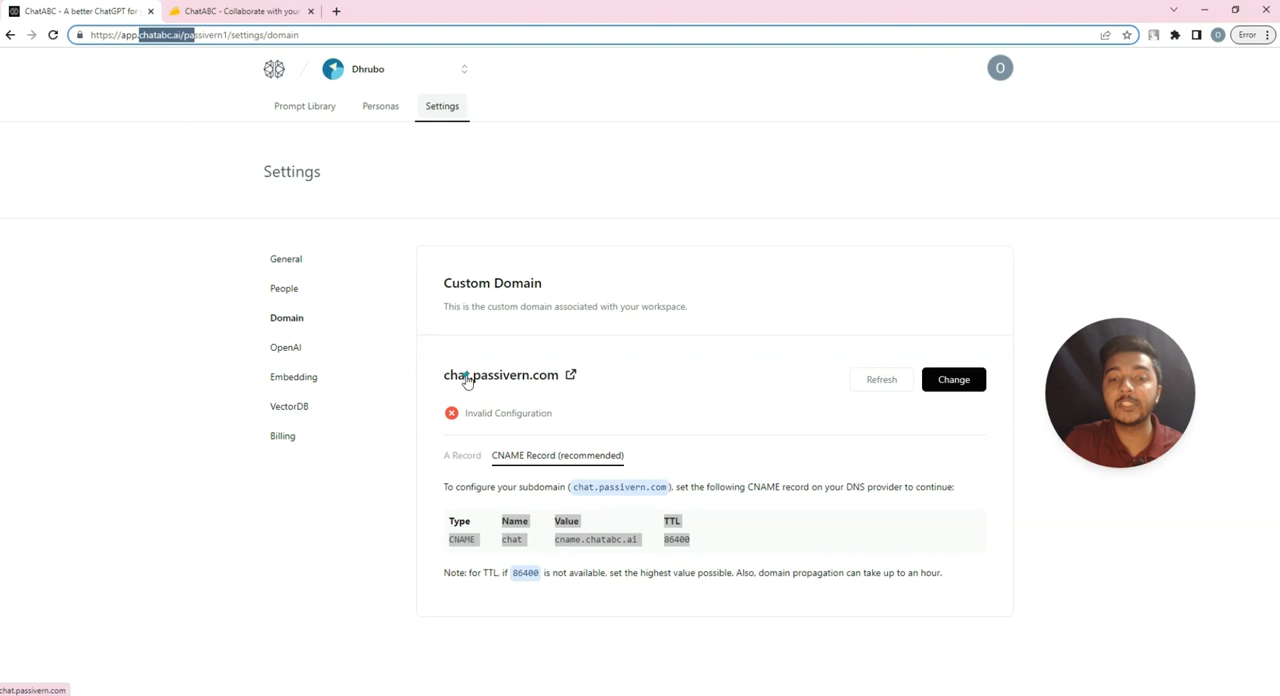 ChatABC - A better ChatGPT for
ChatABC - Collaborate with your
https://app.chatabc.ai/passivern1/settings/domain
O
Error
Dhrubo
O
Prompt Library
Personas
Settings
Settings
General
People
Domain
OpenAI
Embedding
VectorDB
Billing
Custom Domain
This is the custom domain associated with your workspace.
chat.passivern.com
Refresh
Change
Invalid Configuration
A Record
CNAME Record (recommended)
To configure your subdomain ( chat.passivern.com ), set the following CNAME record on your DNS provider to continue:
Type Name Value TTL
CNAME chat cname.chatabc.ai 86400
Note: for TTL, if 86400 is not available, set the highest value possible. Also, domain propagation can take up to an hour.
chat.passivern.com